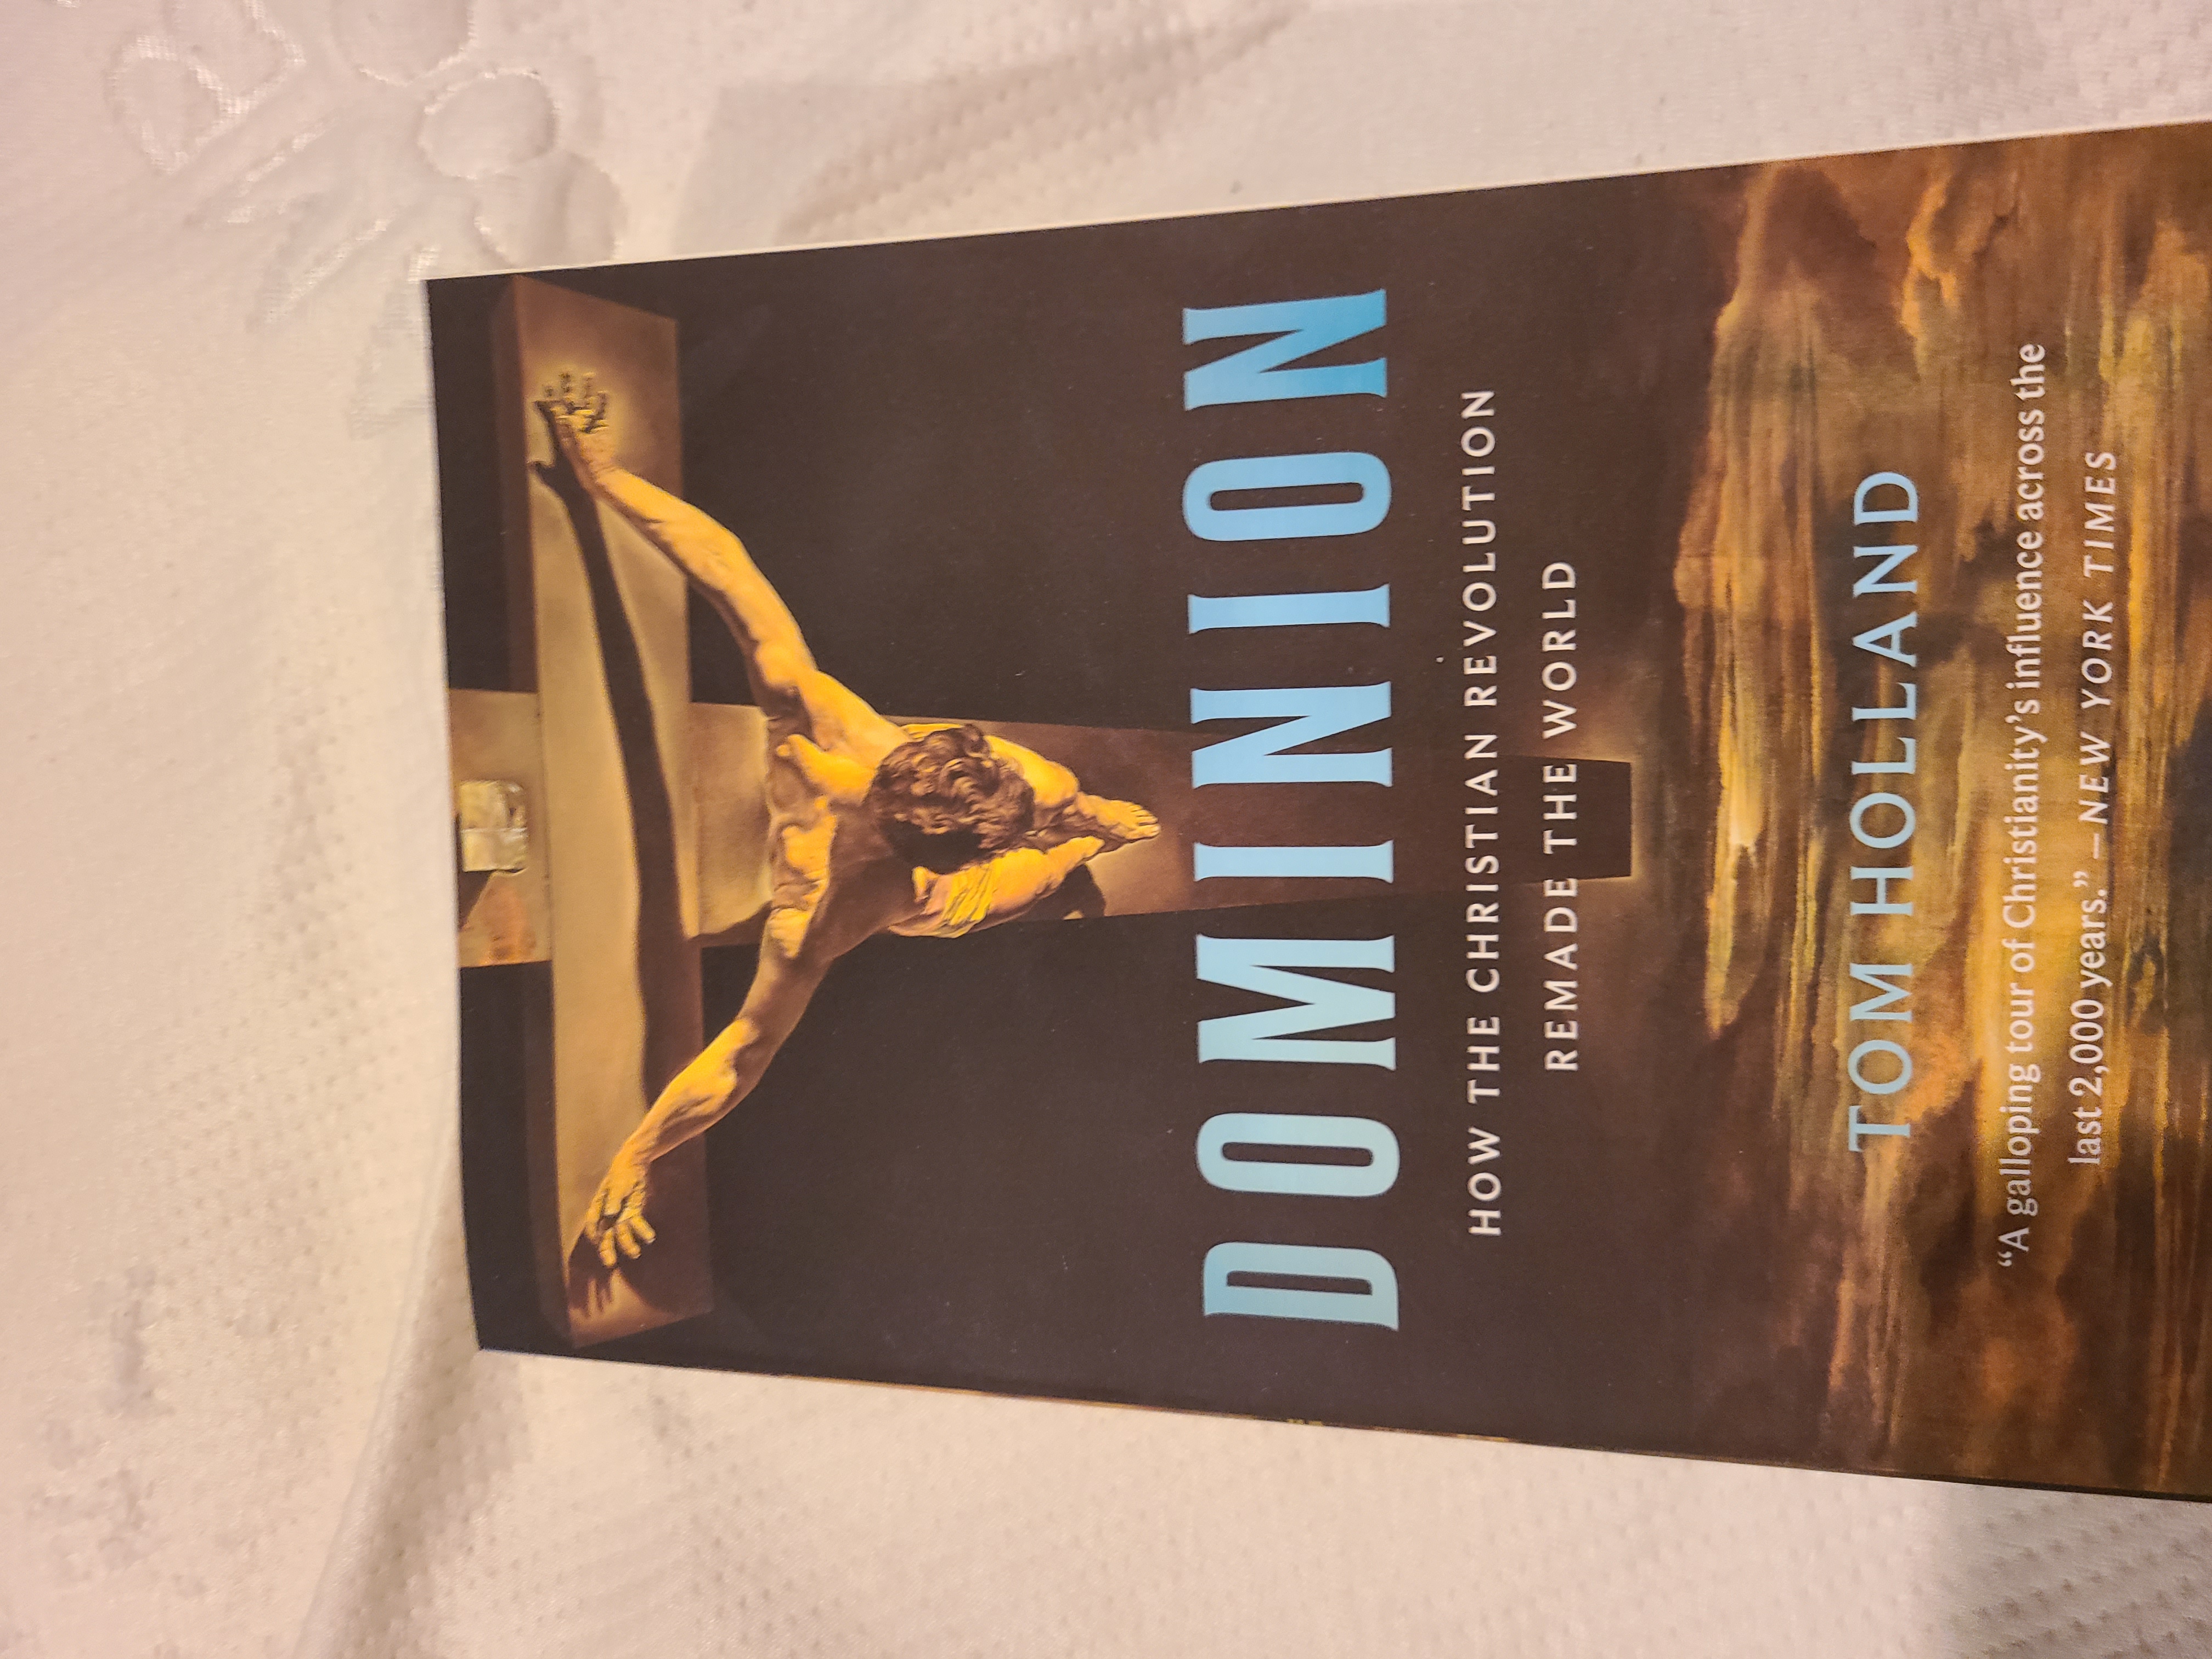 DOMINION
HOW THE CHRISTIAN REVOLUTION
REMADE THE WORLD
TOM HOLLAND
“A galloping tour of Christianity’s influence across the
last 2,000 years.” —NEW YORK TIMES